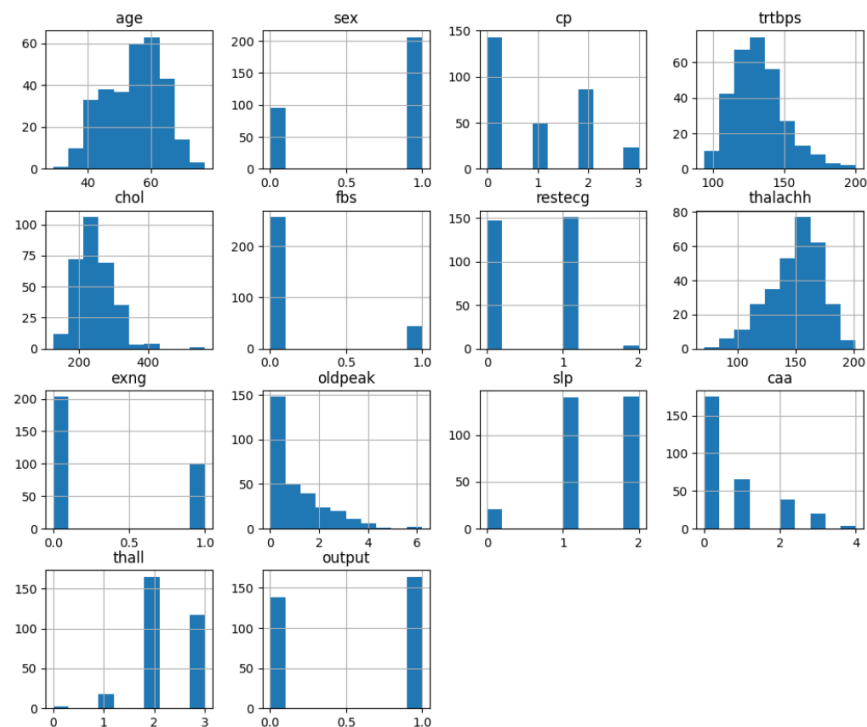 age sex cp trtbps
60 40 20 0 200 150 100 50 0 150 100 50 0 60 40 20 0
40 60 0.0 0.5 1.0 0 1 2 3 100 150 200
chol fbs restecg thalachh
100 75 50 25 0 200 100 0 150 100 50 0 80 60 40 20 0
200 400 0.0 0.5 1.0 0 1 2 100 150 200
exng oldpeak slp caa
200 150 100 50 0 150 100 50 0 100 50 0 150 100 50 0
0.0 0.5 1.0 0 2 4 6 0 1 2 0 2 4
thall output
150 100 50 0 150 100 50 0
0 1 2 3 0.0 0.5 1.0